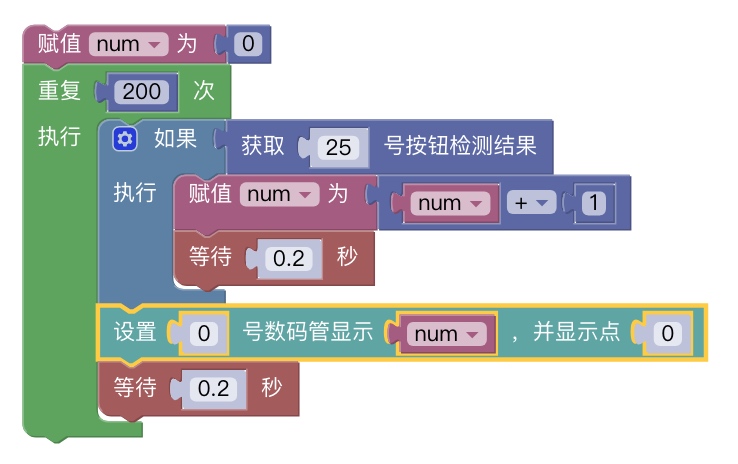 赋值 num 为 0
重复 200 次
执行 如果 获取 25 号按钮检测结果
执行 赋值 num 为 num + 1
等待 0.2 秒
设置 0 号数码管显示 num ，并显示点 0
等待 0.2 秒